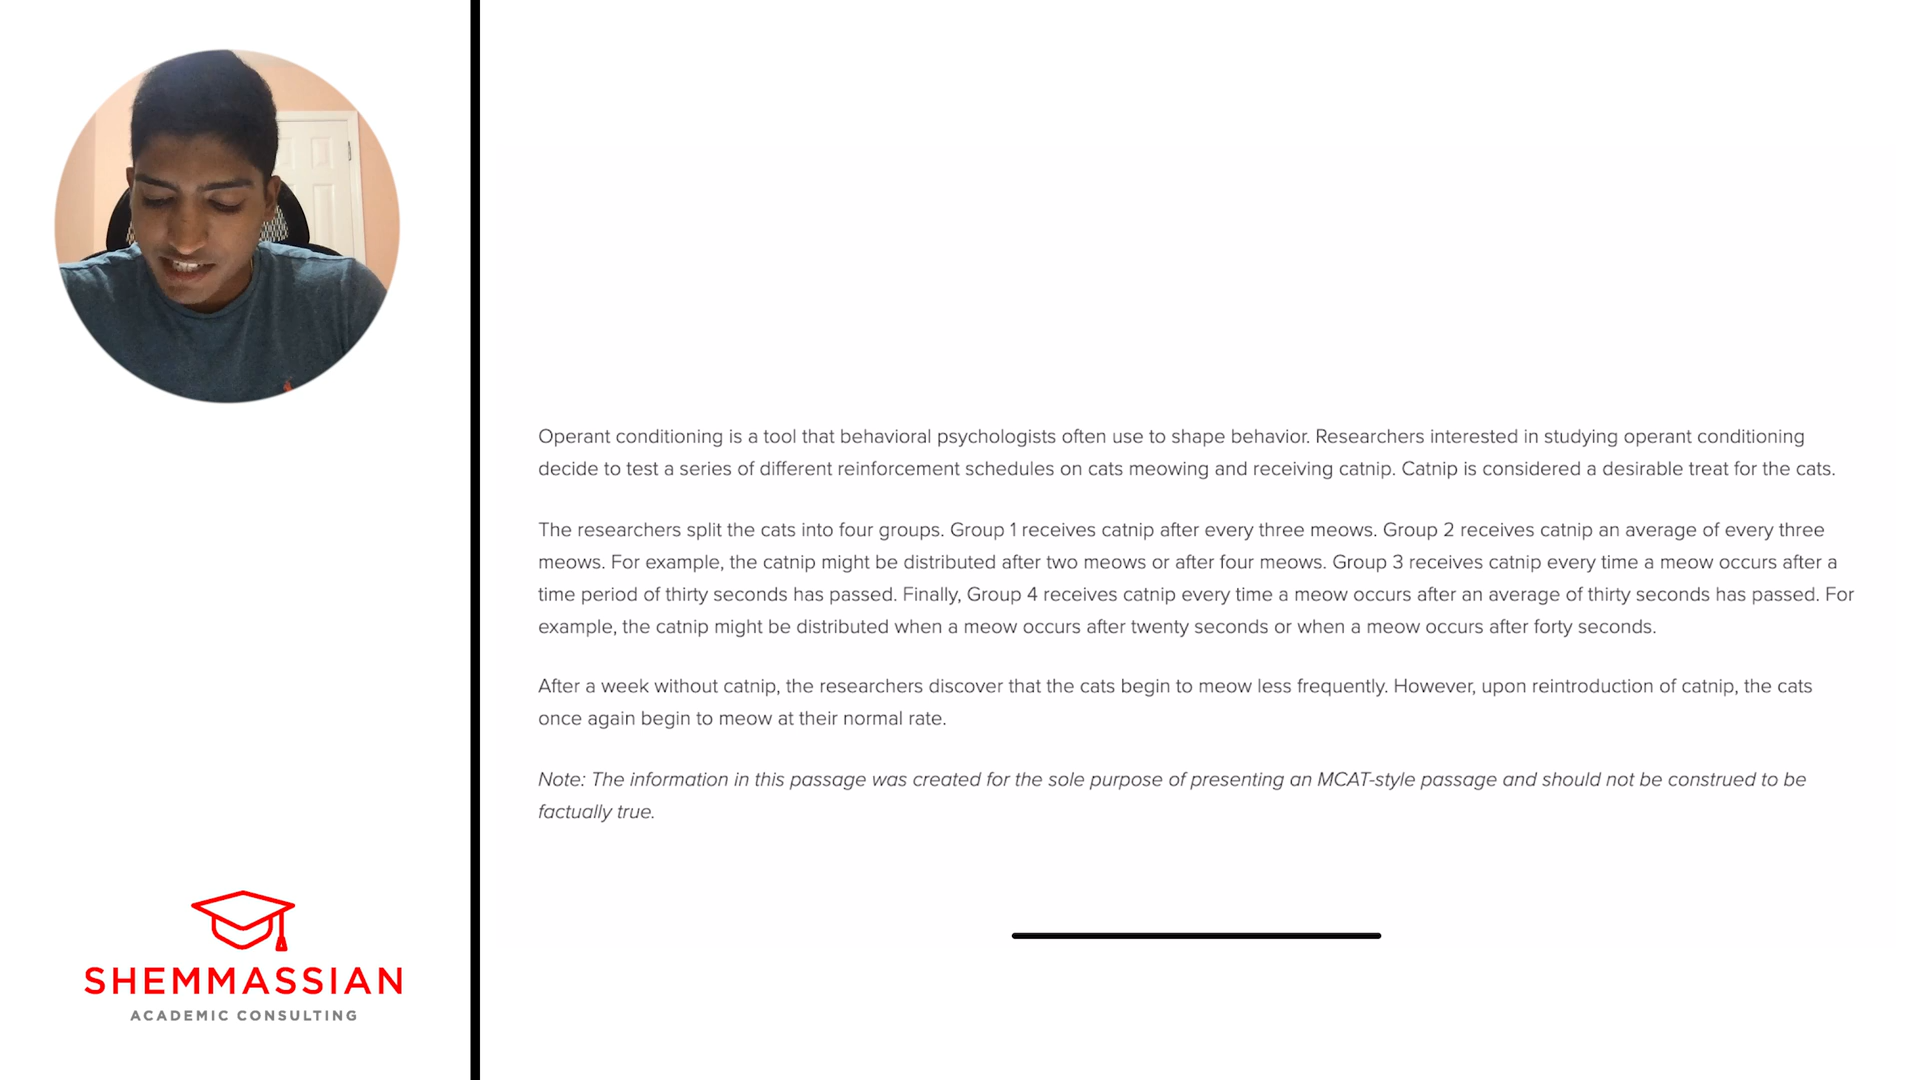 Operant conditioning is a tool that behavioral psychologists often use to shape behavior. Researchers interested in studying operant conditioning
decide to test a series of different reinforcement schedules on cats meowing and receiving catnip. Catnip is considered a desirable treat for the cats.
The researchers split the cats into four groups. Group 1 receives catnip after every three meows. Group 2 receives catnip an average of every three
meows. For example, the catnip might be distributed after two meows or after four meows. Group 3 receives catnip every time a meow occurs after a
time period of thirty seconds has passed. Finally, Group 4 receives catnip every time a meow occurs after an average of thirty seconds has passed. For
example, the catnip might be distributed when a meow occurs after twenty seconds or when a meow occurs after forty seconds.
After a week without catnip, the researchers discover that the cats begin to meow less frequently. However, upon reintroduction of catnip, the cats
once again begin to meow at their normal rate.
Note: The information in this passage was created for the sole purpose of presenting an MCAT-style passage and should not be construed to be
factually true.
SHEMMASSIAN
ACADEMIC CONSULTING